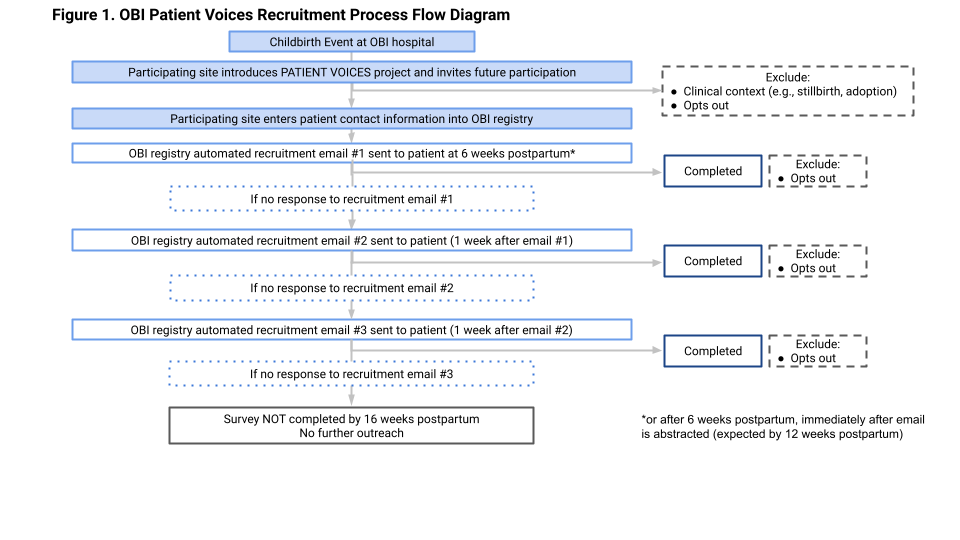 Figure 1. OBI Patient Voices Recruitment Process Flow Diagram
Childbirth Event at OBI hospital
Participating site introduces PATIENT VOICES project and invites future participation
Exclude:
● Clinical context (e.g., stillbirth, adoption)
● Opts out
Participating site enters patient contact information into OBI registry
OBI registry automated recruitment email #1 sent to patient at 6 weeks postpartum*
Completed
Exclude:
● Opts out
If no response to recruitment email #1
OBI registry automated recruitment email #2 sent to patient (1 week after email #1)
Completed
Exclude:
● Opts out
If no response to recruitment email #2
OBI registry automated recruitment email #3 sent to patient (1 week after email #2)
Completed
Exclude:
● Opts out
If no response to recruitment email #3
Survey NOT completed by 16 weeks postpartum
No further outreach
*or after 6 weeks postpartum, immediately after email
is abstracted (expected by 12 weeks postpartum)